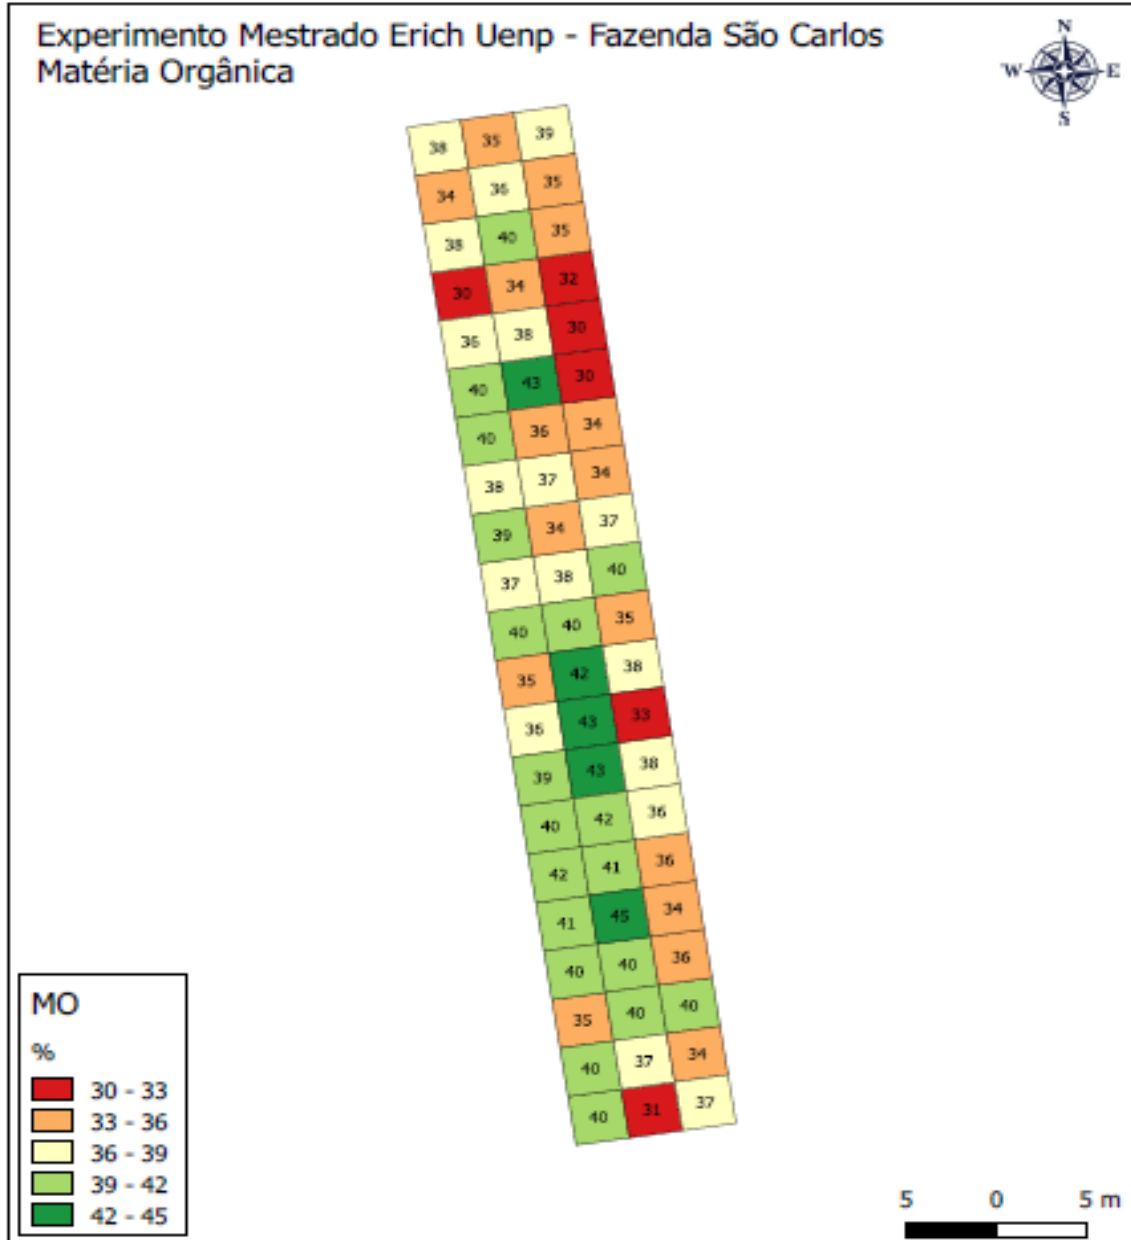 Experimento Mestrado Erich Uenp - Fazenda São Carlos
Matéria Orgânica
N
W E
S
38 35 39
34 36 35
38 40 35
30 34 32
36 38 30
40 43 30
40 36 34
38 37 34
39 34 37
37 38 40
40 40 35
35 42 38
36 43 33
39 43 38
40 42 36
42 41 36
41 45 34
40 40 36
35 40 40
40 37 34
40 31 37
MO
%
30 - 33
33 - 36
36 - 39
39 - 42
42 - 45
5 0 5 m